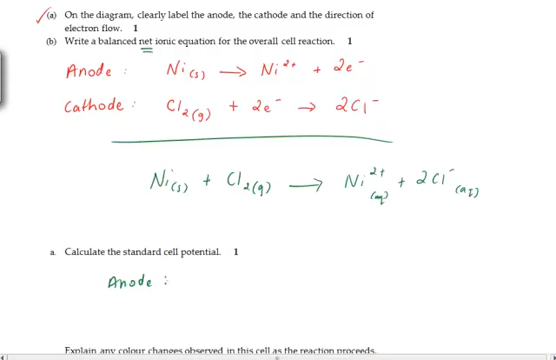 (a) On the diagram, clearly label the anode, the cathode and the direction of
electron flow. 1
(b) Write a balanced net ionic equation for the overall cell reaction. 1
Anode : Ni(s) → Ni²⁺ + 2e⁻
Cathode : Cl₂(g) + 2e⁻ → 2Cl⁻
Ni(s) + Cl₂(g) → Ni²⁺(aq) + 2Cl⁻(aq)
a. Calculate the standard cell potential. 1
Anode :
Explain any colour changes observed in this cell as the reaction proceeds.